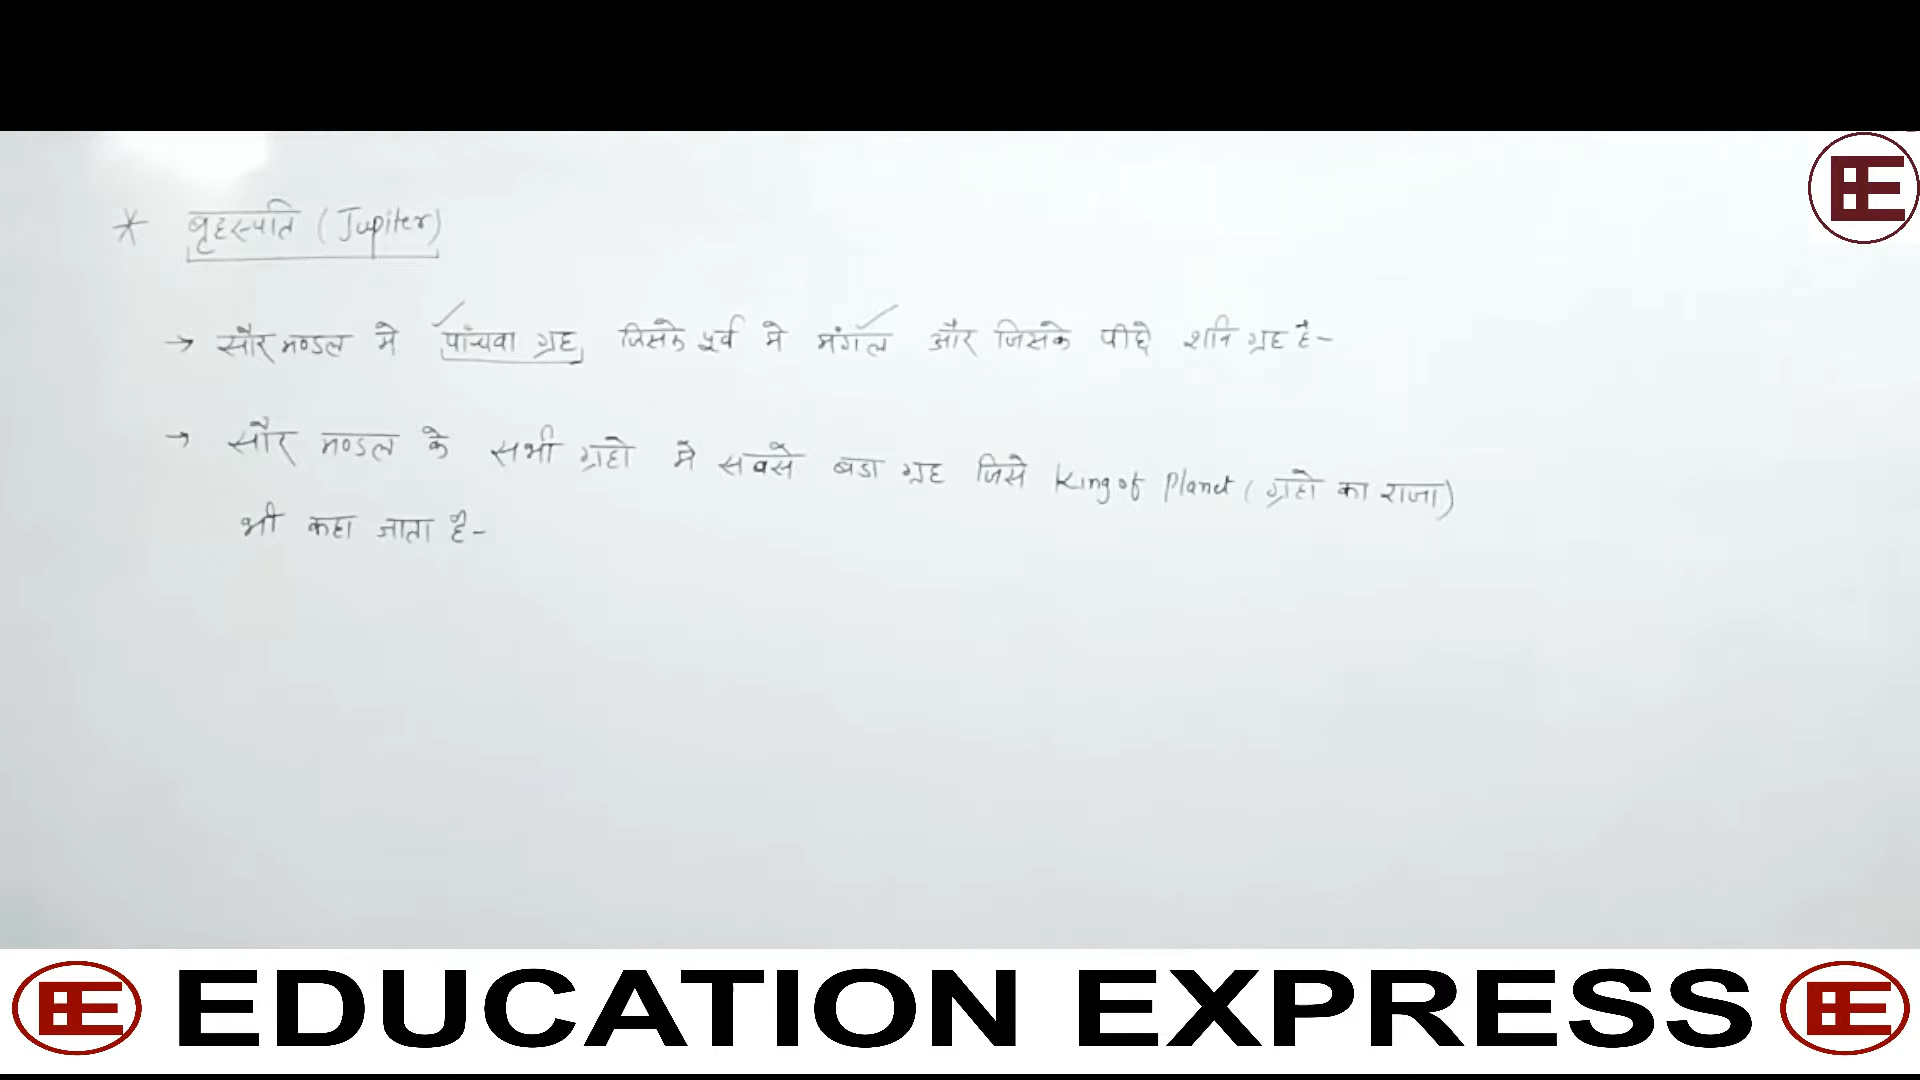 * बृहस्पति (Jupiter)
→ सौर मण्डल मे पाँचवा ग्रह जिसके पूर्व मे मंगल और जिसके पीछे शनि ग्रह है-
→ सौर मण्डल के सभी ग्रहो मे सबसे बडा ग्रह जिसे King of Planet (ग्रहो का राजा)
भी कहा जाता है-
EDUCATION EXPRESS